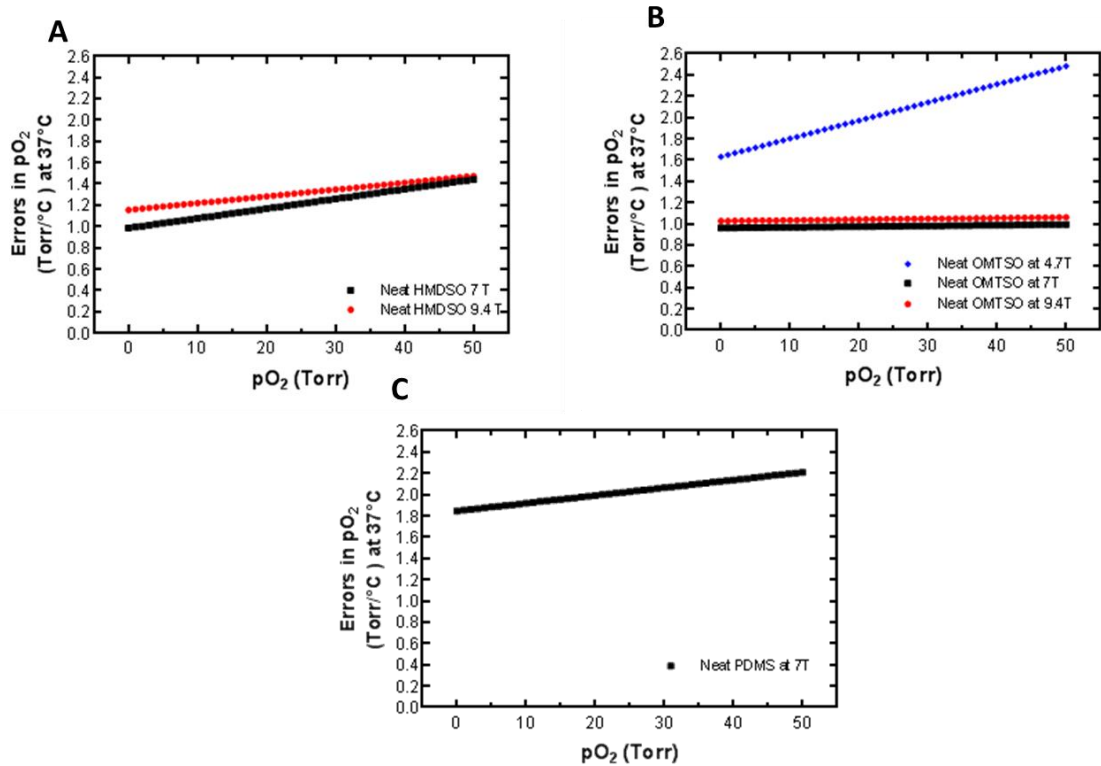 A
Errors in pO2
(Torr/°C ) at 37°C
2.6
2.4
2.2
2.0
1.8
1.6
1.4
1.2
1.0
0.8
0.6
0.4
0.2
0.0
Neat HMDSO 7 T
Neat HMDSO 9.4 T
0 10 20 30 40 50
pO2 (Torr)
B
Errors in pO2
(Torr/°C ) at 37°C
2.6
2.4
2.2
2.0
1.8
1.6
1.4
1.2
1.0
0.8
0.6
0.4
0.2
0.0
Neat OMTSO at 4.7T
Neat OMTSO at 7T
Neat OMTSO at 9.4T
0 10 20 30 40 50
pO2 (Torr)
C
Errors in pO2
(Torr/°C ) at 37°C
2.6
2.4
2.2
2.0
1.8
1.6
1.4
1.2
1.0
0.8
0.6
0.4
0.2
0.0
Neat PDMS at 7T
0 10 20 30 40 50
pO2 (Torr)